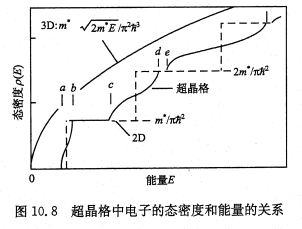 3D:m* √2m*E/π²ħ³
a b c d e
2m*/πħ²
超晶格
m*/πħ²
2D
态密度ρ(E)
0
能量E
图 10.8 超晶格中电子的态密度和能量的关系